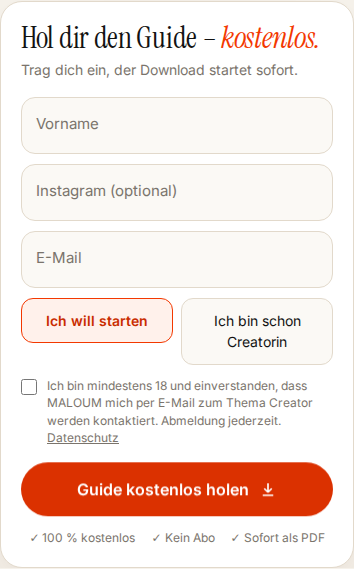 Hol dir den Guide – kostenlos.
Trag dich ein, der Download startet sofort.
Vorname
Instagram (optional)
E-Mail
Ich will starten
Ich bin schon
Creatorin
Ich bin mindestens 18 und einverstanden, dass
MALOUM mich per E-Mail zum Thema Creator
werden kontaktiert. Abmeldung jederzeit.
Datenschutz
Guide kostenlos holen
✓ 100 % kostenlos ✓ Kein Abo ✓ Sofort als PDF